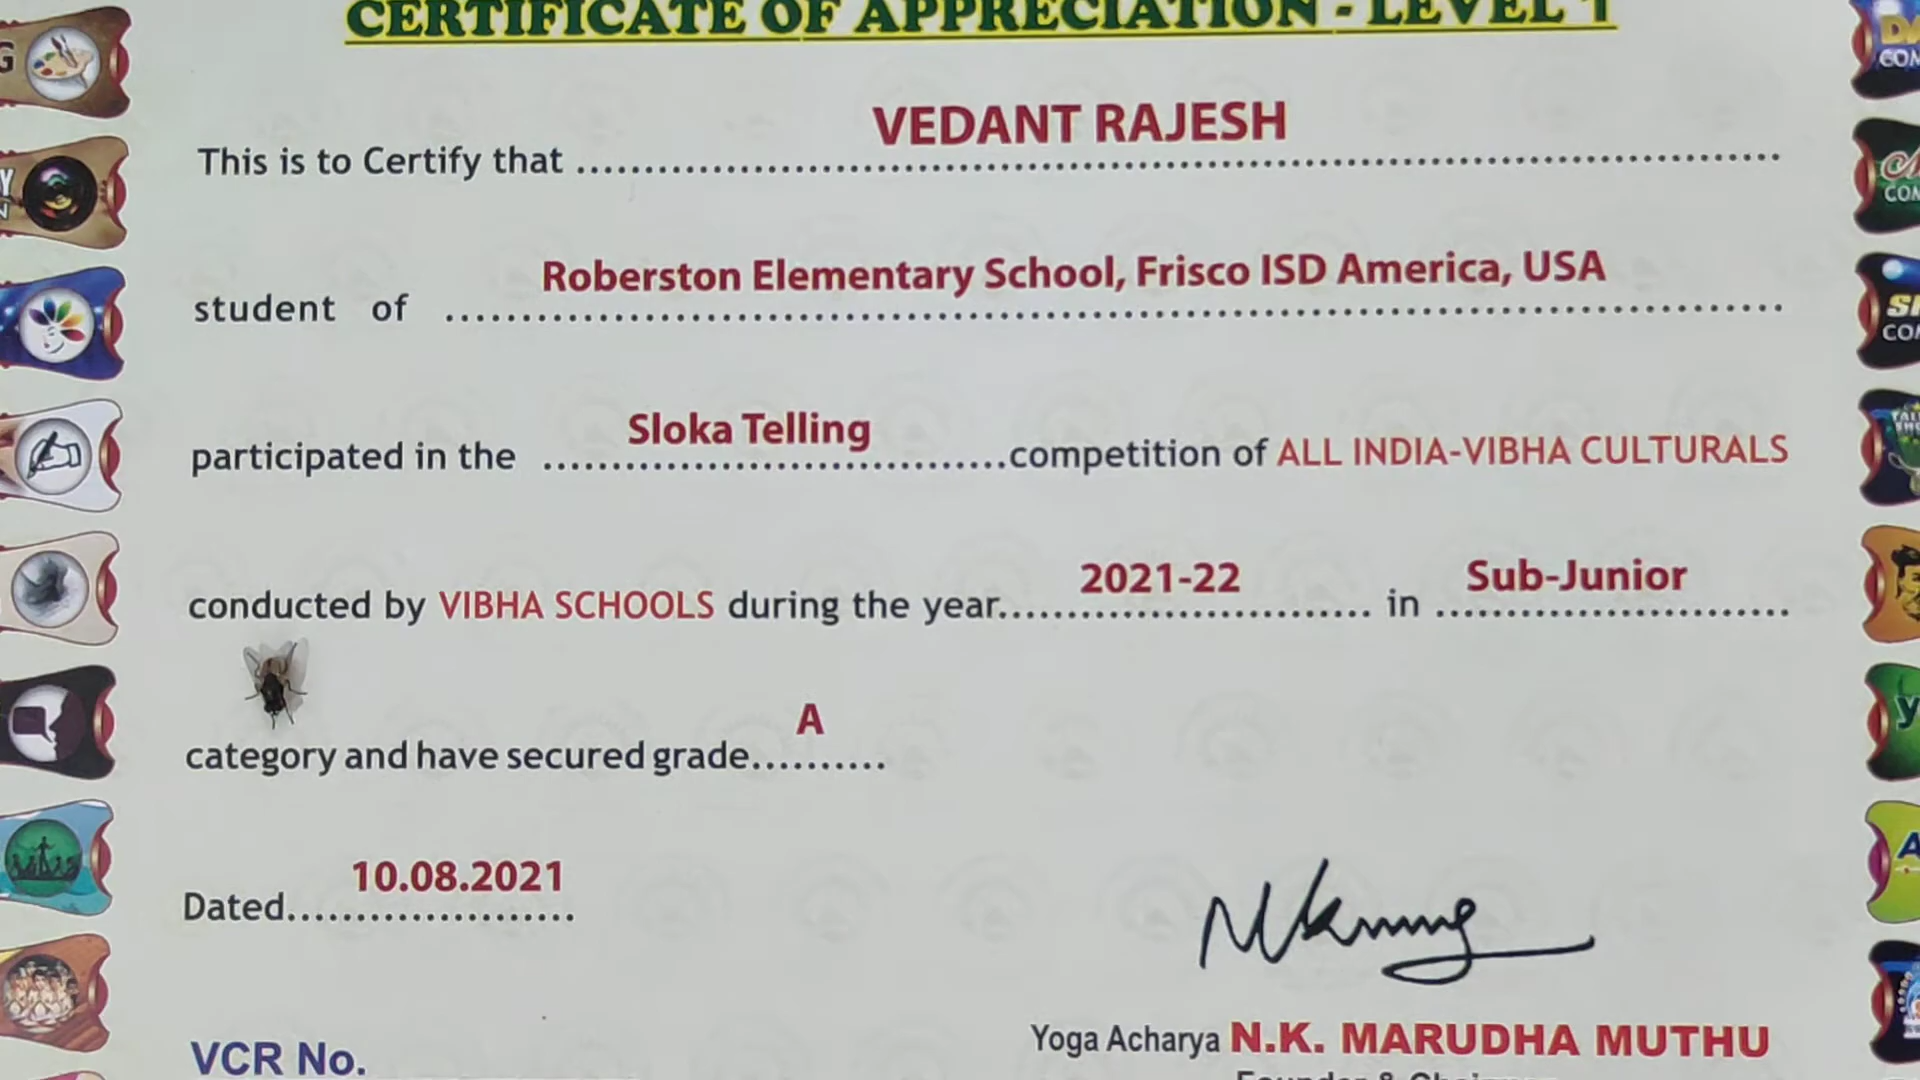 CERTIFICATE OF APPRECIATION - LEVEL 1
VEDANT RAJESH
This is to Certify that
Roberston Elementary School, Frisco ISD America, USA
student of
Sloka Telling
participated in the competition of ALL INDIA-VIBHA CULTURALS
2021-22 Sub-Junior
conducted by VIBHA SCHOOLS during the year in
A
category and have secured grade
10.08.2021
Dated
Yoga Acharya N.K. MARUDHA MUTHU
VCR No.